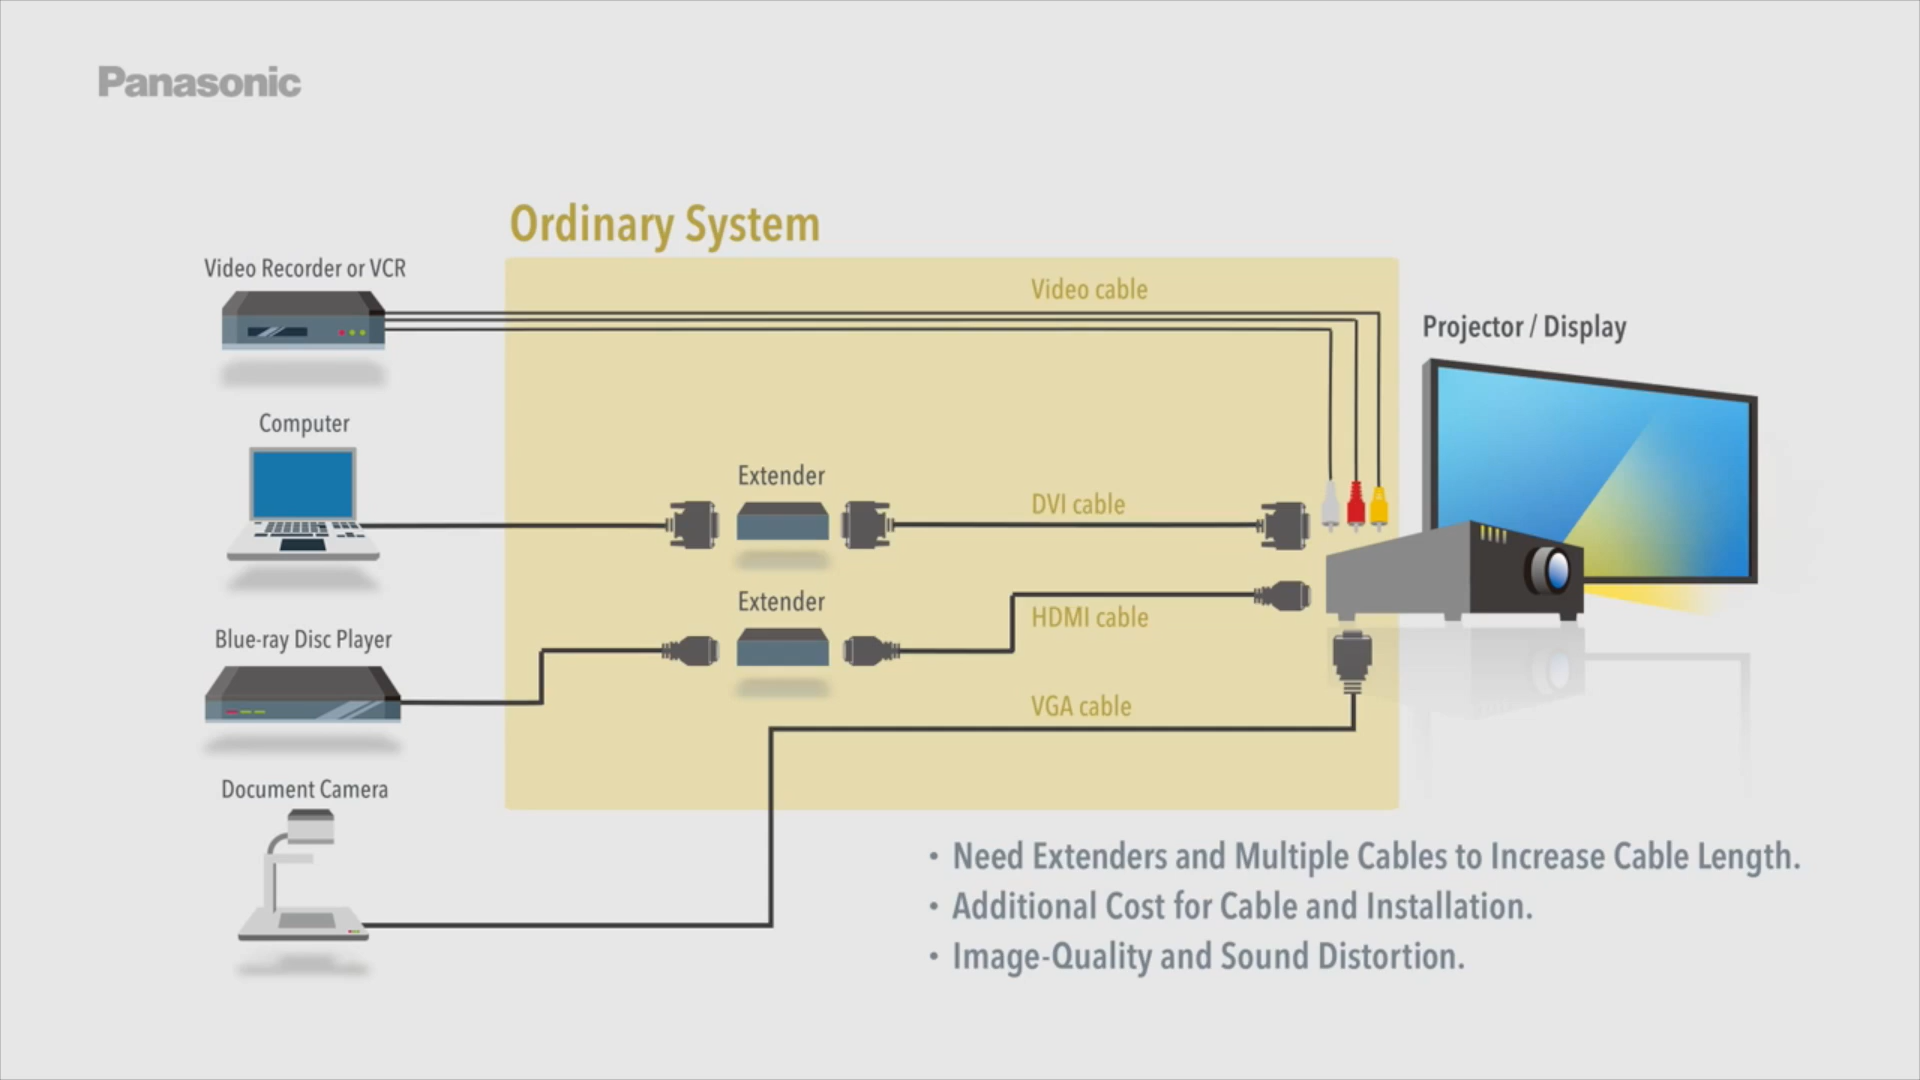 Panasonic
Ordinary System
Video Recorder or VCR
Video cable
Projector / Display
Computer
Extender
DVI cable
Extender
HDMI cable
Blue-ray Disc Player
VGA cable
Document Camera
• Need Extenders and Multiple Cables to Increase Cable Length.
• Additional Cost for Cable and Installation.
• Image-Quality and Sound Distortion.